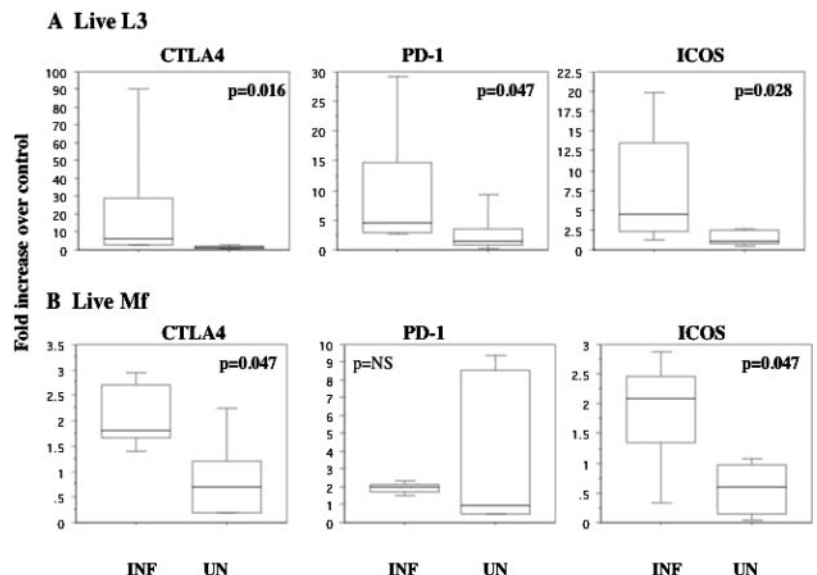 A Live L3
CTLA4 PD-1 ICOS
100 90 80 70 60 50 40 30 20 10 0
p=0.016
30 25 20 15 10 5 0
p=0.047
22.5 20 17.5 15 12.5 10 7.5 5 2.5 0
p=0.028
Fold increase over control
B Live Mf
CTLA4 PD-1 ICOS
3.5 3 2.5 2 1.5 1 .5 0
p=0.047
10 9 8 7 6 5 4 3 2 1 0
p=NS
3 2.5 2 1.5 1 .5 0
p=0.047
INF UN INF UN INF UN